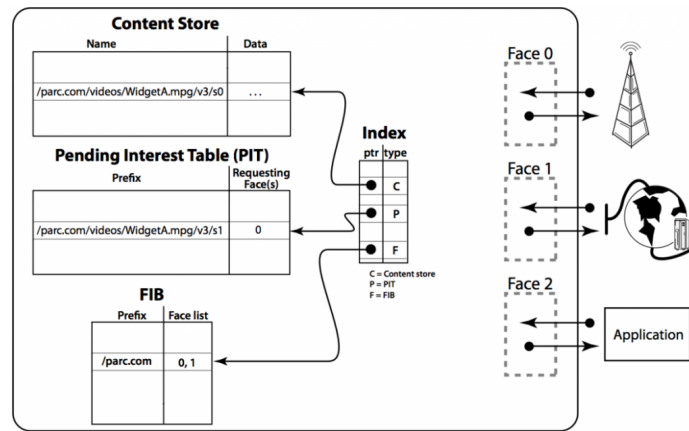 Content Store
Name Data
/parc.com/videos/WidgetA.mpg/v3/s0 ...
Pending Interest Table (PIT)
Prefix Requesting Face(s)
/parc.com/videos/WidgetA.mpg/v3/s1 0
FIB
Prefix Face list
/parc.com 0, 1
Index
ptr type
C
P
F
C = Content store
P = PIT
F = FIB
Face 0
Face 1
Face 2
Application